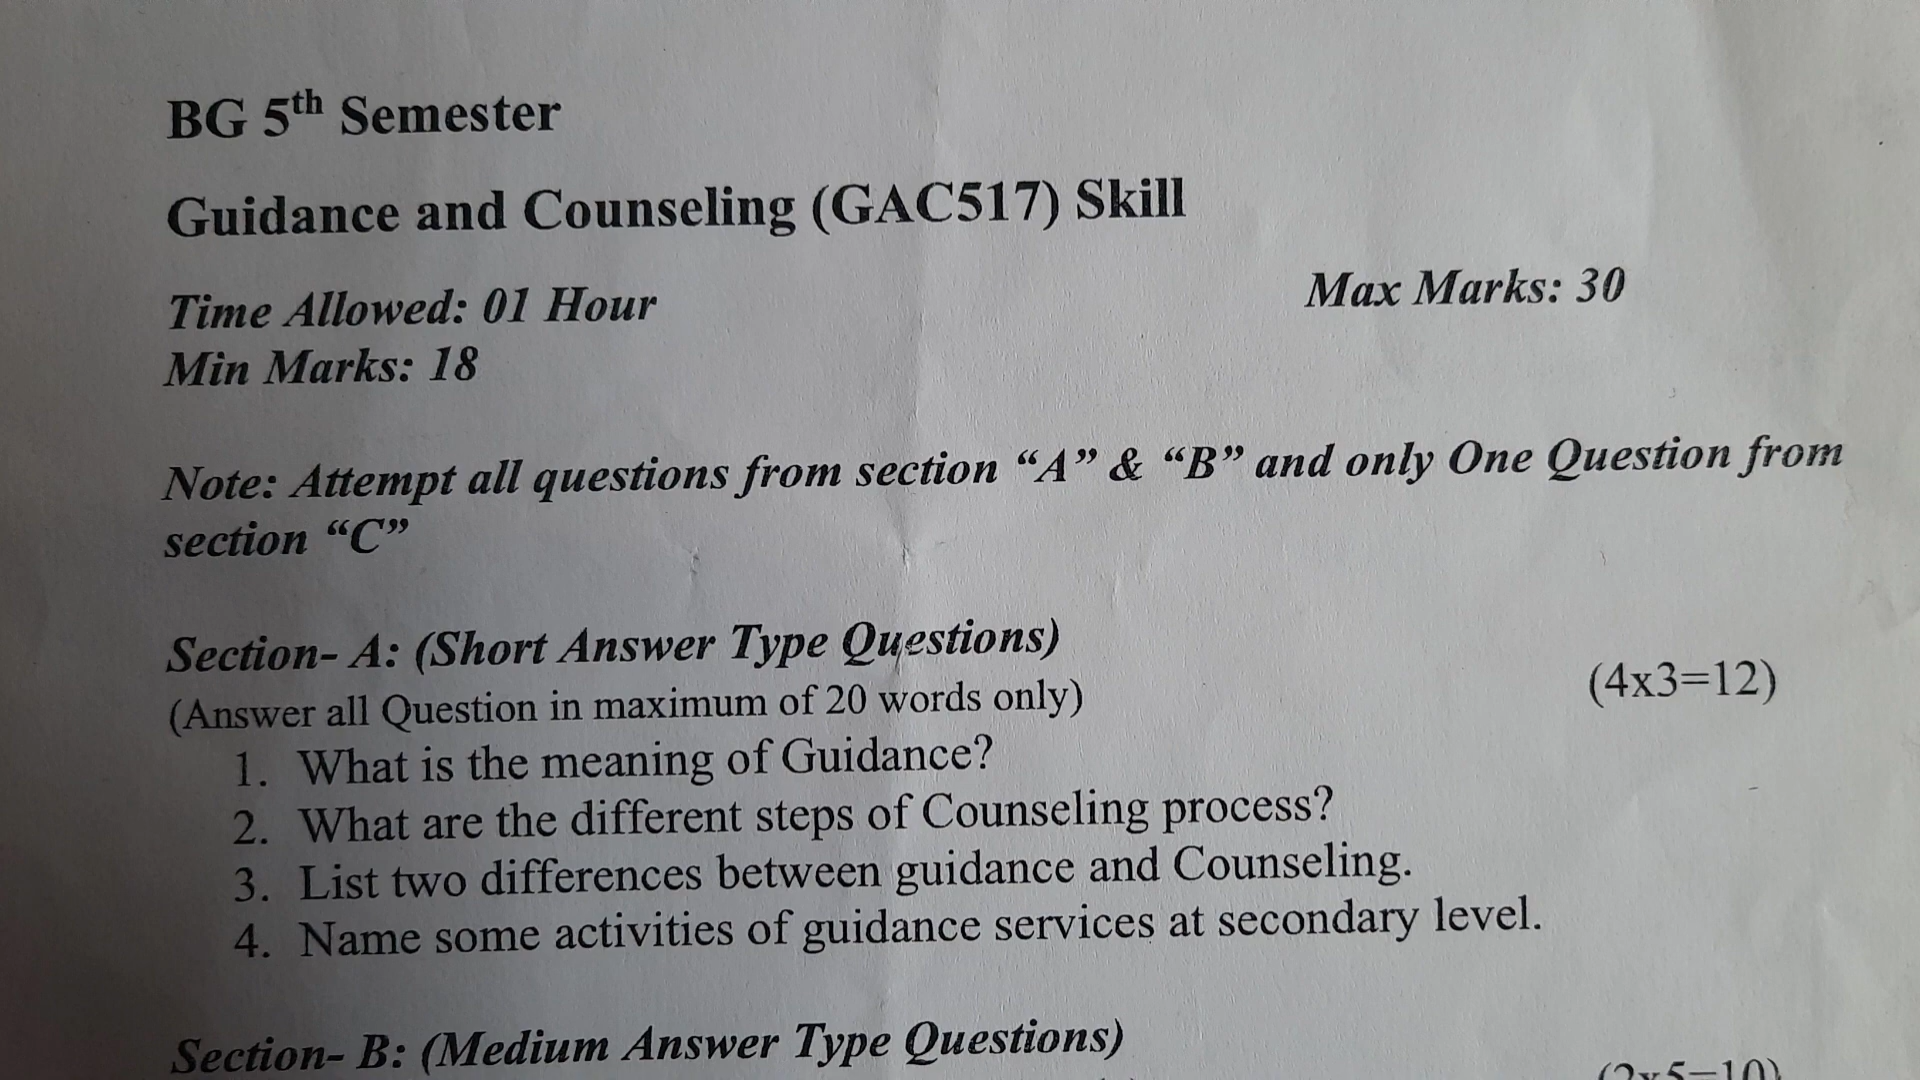 BG 5th Semester
Guidance and Counseling (GAC517) Skill
Time Allowed: 01 Hour Max Marks: 30
Min Marks: 18
Note: Attempt all questions from section “A” & “B” and only One Question from
section “C”
Section- A: (Short Answer Type Questions)
(Answer all Question in maximum of 20 words only) (4x3=12)
1. What is the meaning of Guidance?
2. What are the different steps of Counseling process?
3. List two differences between guidance and Counseling.
4. Name some activities of guidance services at secondary level.
Section- B: (Medium Answer Type Questions)
(2x5=10)